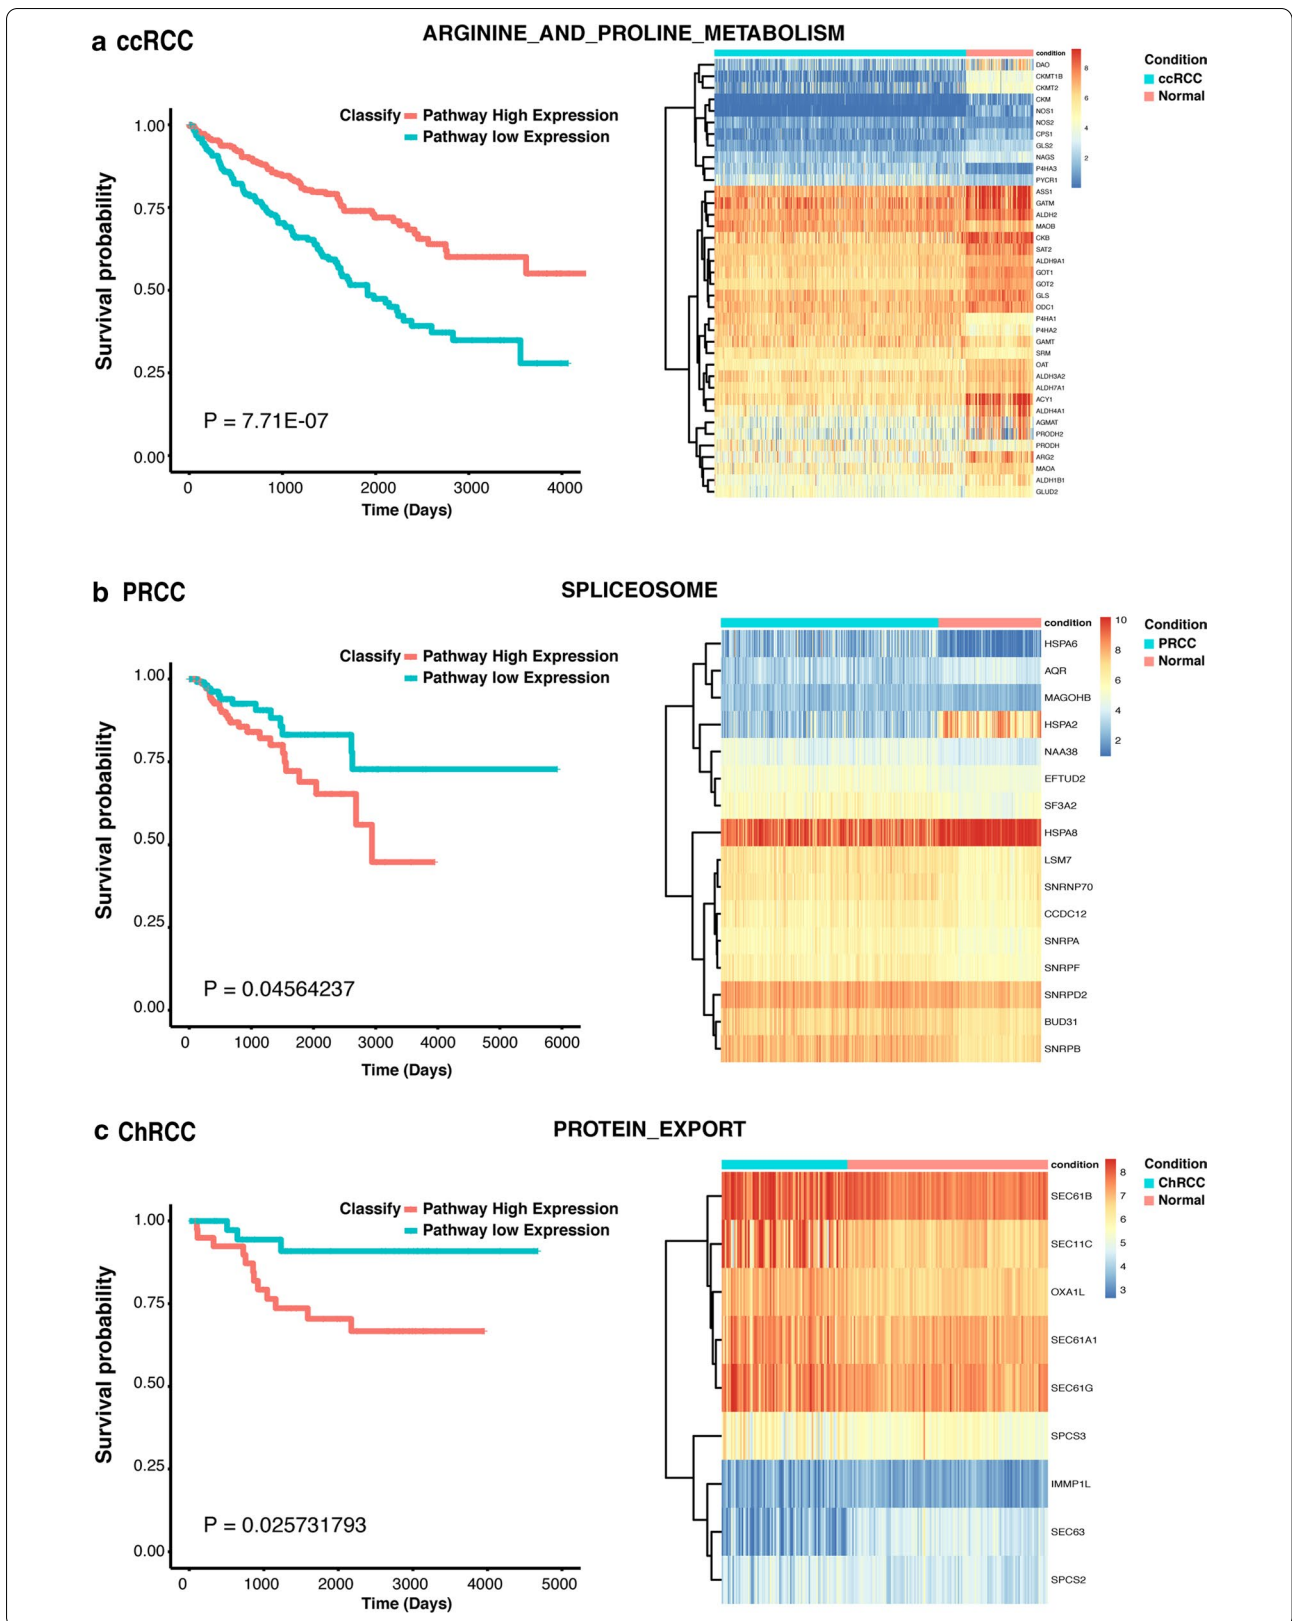 a ccRCC
ARGININE_AND_PROLINE_METABOLISM
Classify Pathway High Expression
Pathway low Expression
Survival probability
1.00
0.75
0.50
0.25
0.00
P = 7.71E-07
0 1000 2000 3000 4000
Time (Days)
condition
DAO
CKMT1B
CKMT2
CKM
NOS1
NOS2
CPS1
GLS2
NAGS
P4HA3
PYCR1
ASS1
GATM
ALDH2
MAOB
CKB
SAT2
ALDH9A1
GOT1
GOT2
GLS
ODC1
P4HA1
P4HA2
GAMT
SRM
OAT
ALDH3A2
ALDH7A1
ACY1
ALDH4A1
AGMAT
PRODH2
PRODH
ARG2
MAOA
ALDH1B1
GLUD2
8
6
4
2
Condition
ccRCC
Normal
b PRCC
SPLICEOSOME
Classify Pathway High Expression
Pathway low Expression
Survival probability
1.00
0.75
0.50
0.25
0.00
P = 0.04564237
0 1000 2000 3000 4000 5000 6000
Time (Days)
condition
HSPA6
AQR
MAGOHB
HSPA2
NAA38
EFTUD2
SF3A2
HSPA8
LSM7
SNRNP70
CCDC12
SNRPA
SNRPF
SNRPD2
BUD31
SNRPB
10
8
6
4
2
Condition
PRCC
Normal
c ChRCC
PROTEIN_EXPORT
Classify Pathway High Expression
Pathway low Expression
Survival probability
1.00
0.75
0.50
0.25
0.00
P = 0.025731793
0 1000 2000 3000 4000 5000
Time (Days)
condition
SEC61B
SEC11C
OXA1L
SEC61A1
SEC61G
SPCS3
IMMP1L
SEC63
SPCS2
8
7
6
5
4
3
Condition
ChRCC
Normal